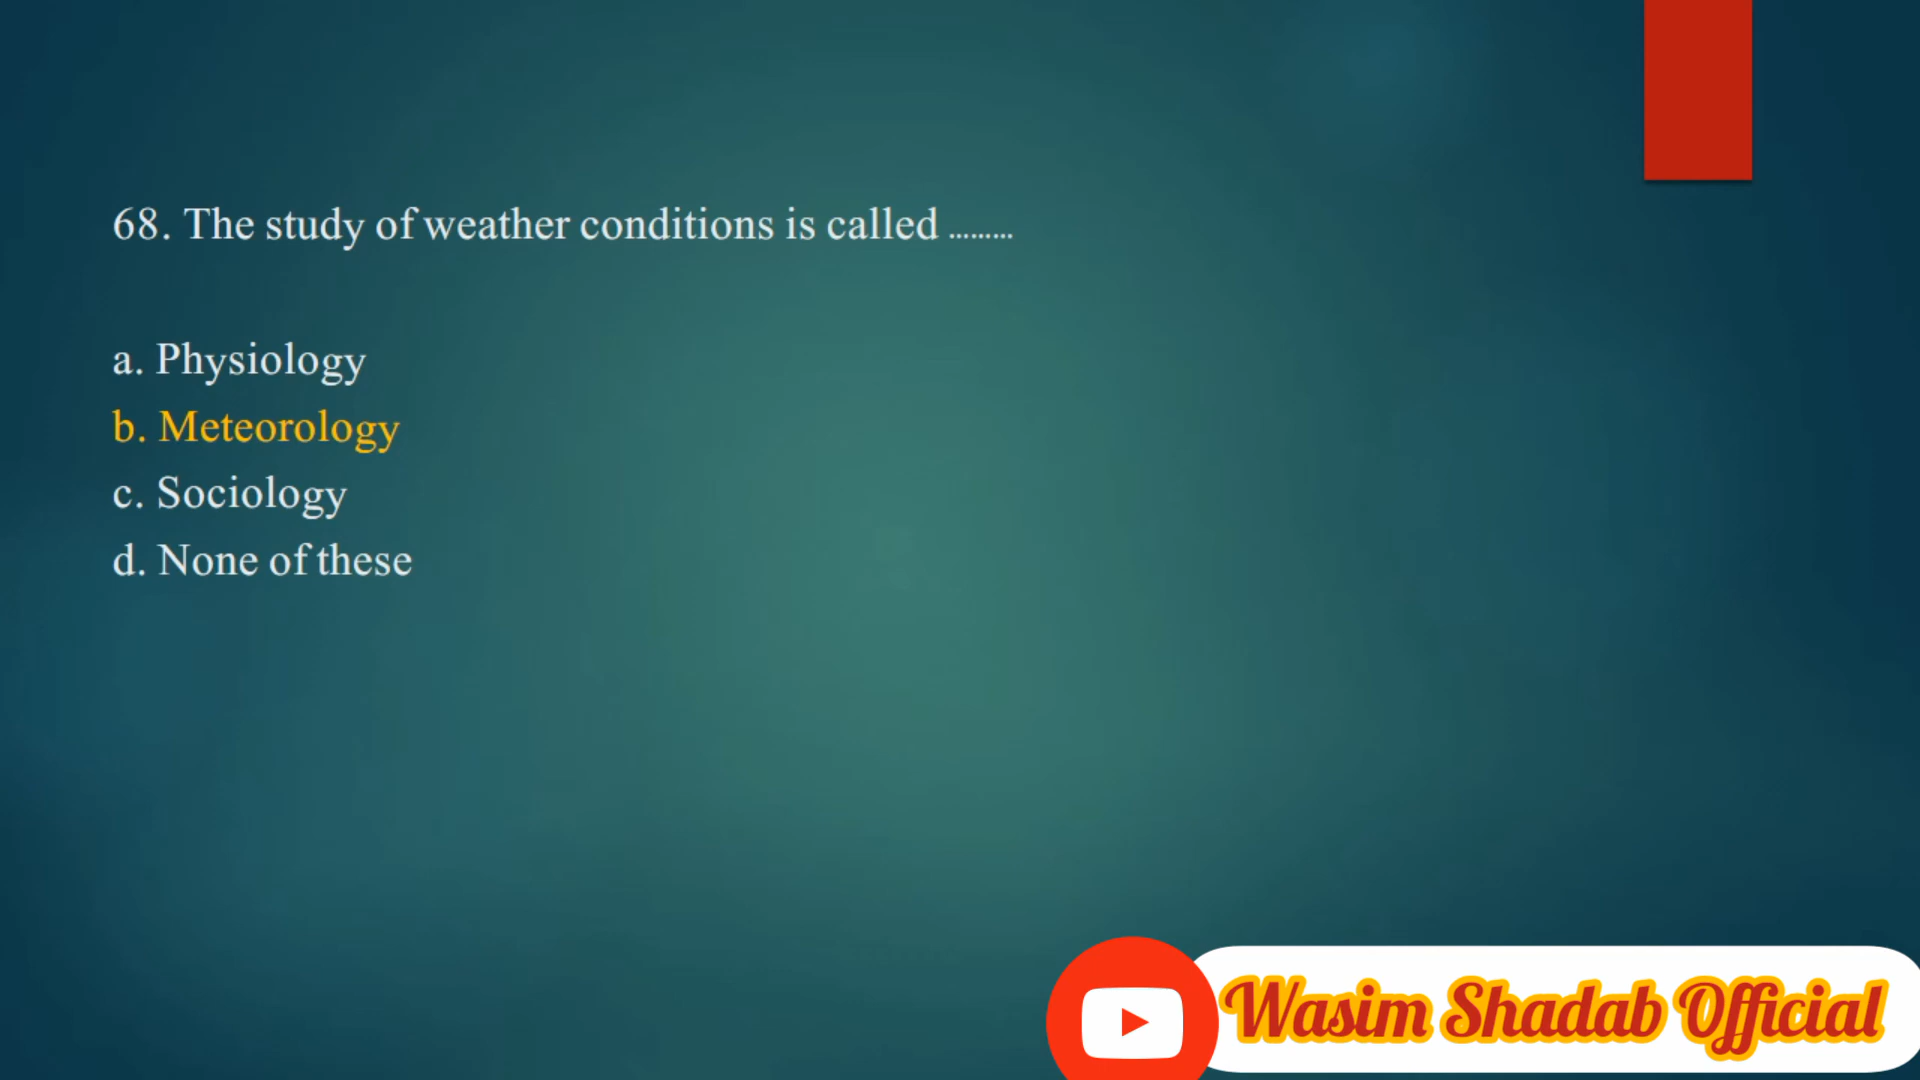 68. The study of weather conditions is called .........
a. Physiology
b. Meteorology
c. Sociology
d. None of these
Wasim Shadab Official